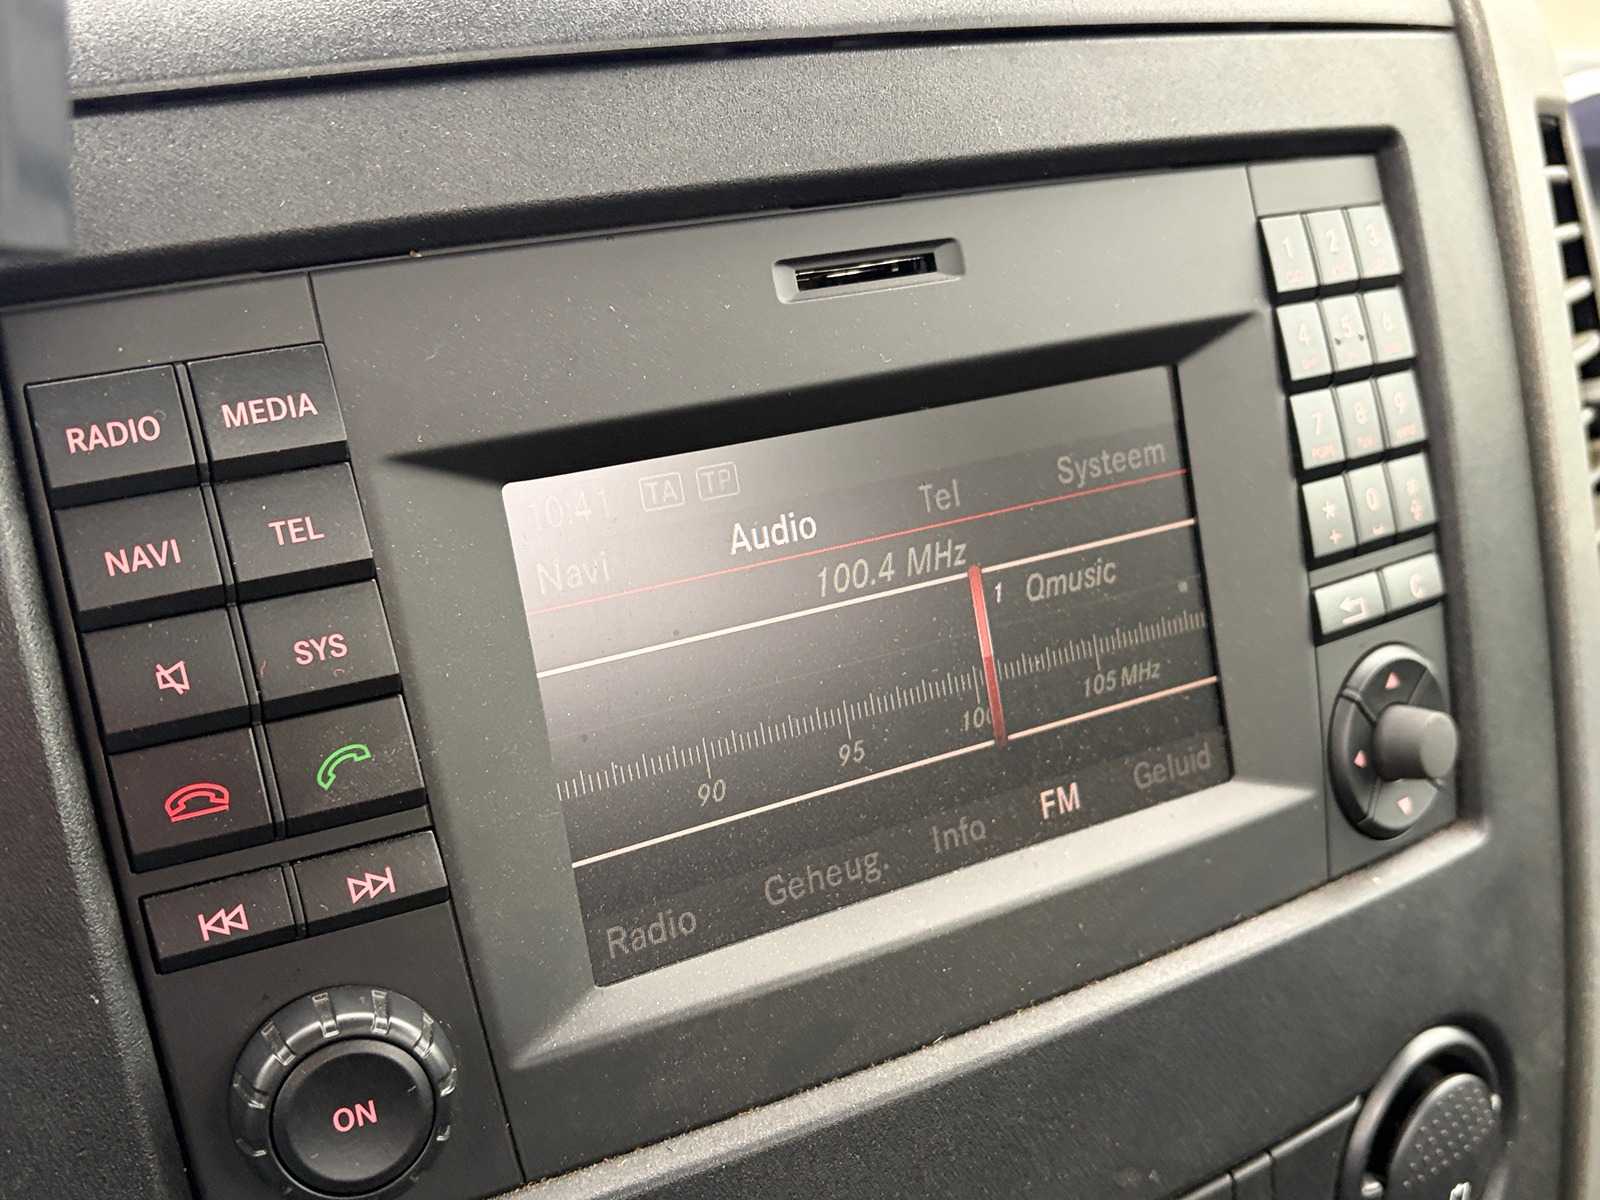 RADIO
MEDIA
NAVI
TEL
SYS
ON
10:41 TA TP
Navi Audio Tel Systeem
100.4 MHz 1 Qmusic
90 95 105 MHz
Radio Geheug. Info FM Geluid
1 2 3
4 5 6
7 8 9
* 0 #
+